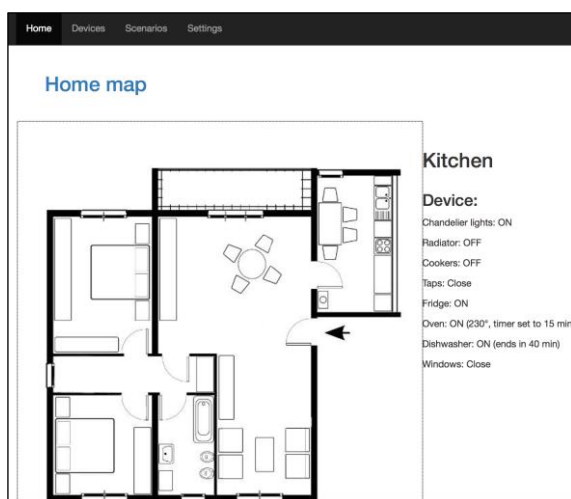 Home Devices Scenarios Settings
Home map
Kitchen
Device:
Chandelier lights: ON
Radiator: OFF
Cookers: OFF
Taps: Close
Fridge: ON
Oven: ON (230°, timer set to 15 min
Dishwasher: ON (ends in 40 min)
Windows: Close